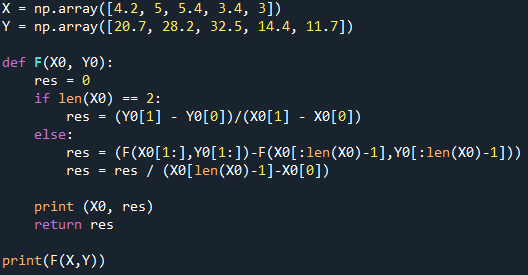 X = np.array([4.2, 5, 5.4, 3.4, 3])
Y = np.array([20.7, 28.2, 32.5, 14.4, 11.7])
def F(X0, Y0):
    res = 0
    if len(X0) == 2:
        res = (Y0[1] - Y0[0])/(X0[1] - X0[0])
    else:
        res = (F(X0[1:],Y0[1:])-F(X0[:len(X0)-1],Y0[:len(X0)-1]))
        res = res / (X0[len(X0)-1]-X0[0])
    print (X0, res)
    return res
print(F(X,Y))